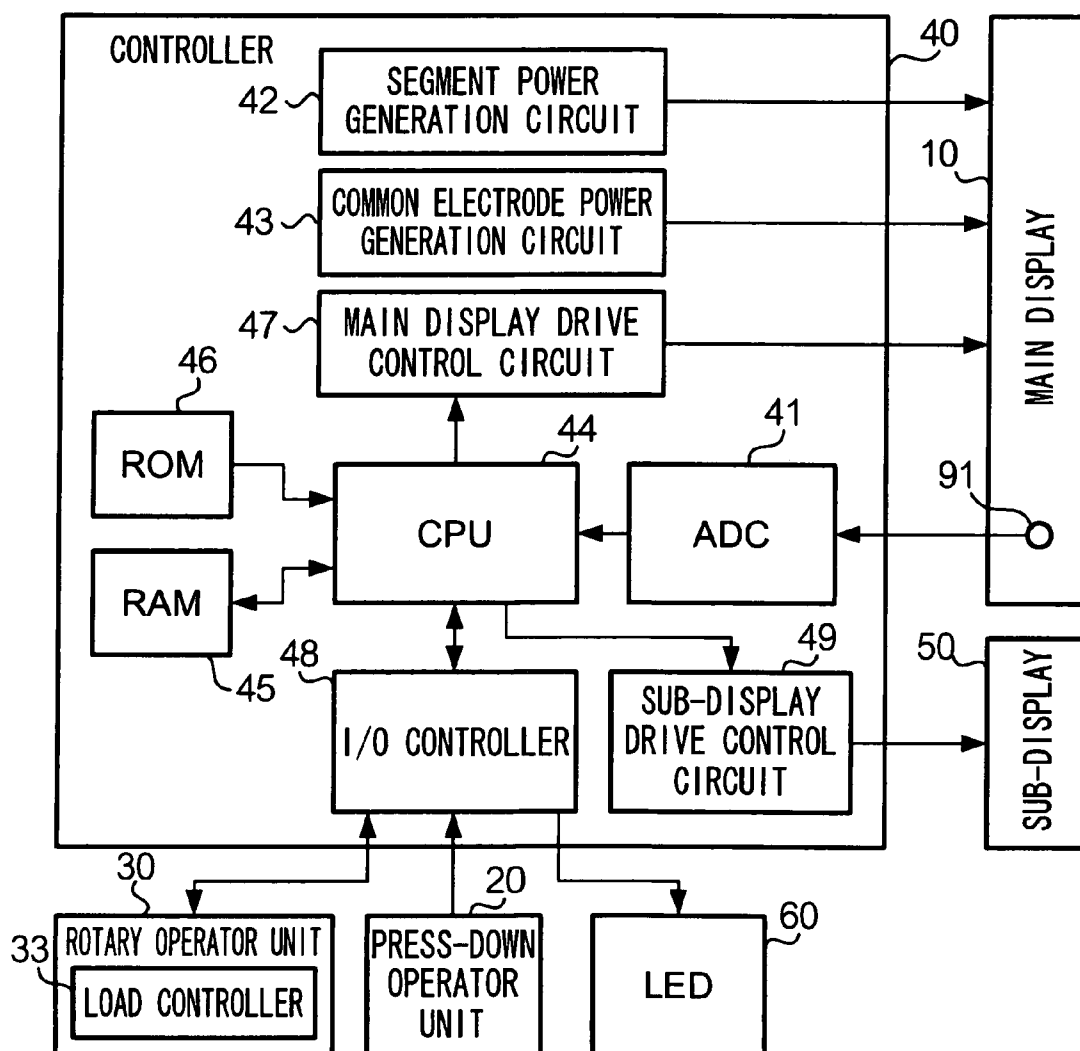 CONTROLLER
40
SEGMENT POWER
GENERATION CIRCUIT
42
10
COMMON ELECTRODE POWER
GENERATION CIRCUIT
43
MAIN DISPLAY
47
MAIN DISPLAY DRIVE
CONTROL CIRCUIT
46
ROM
44
CPU
41
ADC
91
RAM
45
48
I/O CONTROLLER
49
SUB-DISPLAY
DRIVE CONTROL
CIRCUIT
50
SUB-DISPLAY
30
ROTARY OPERATOR UNIT
33
LOAD CONTROLLER
20
PRESS-DOWN
OPERATOR
UNIT
60
LED